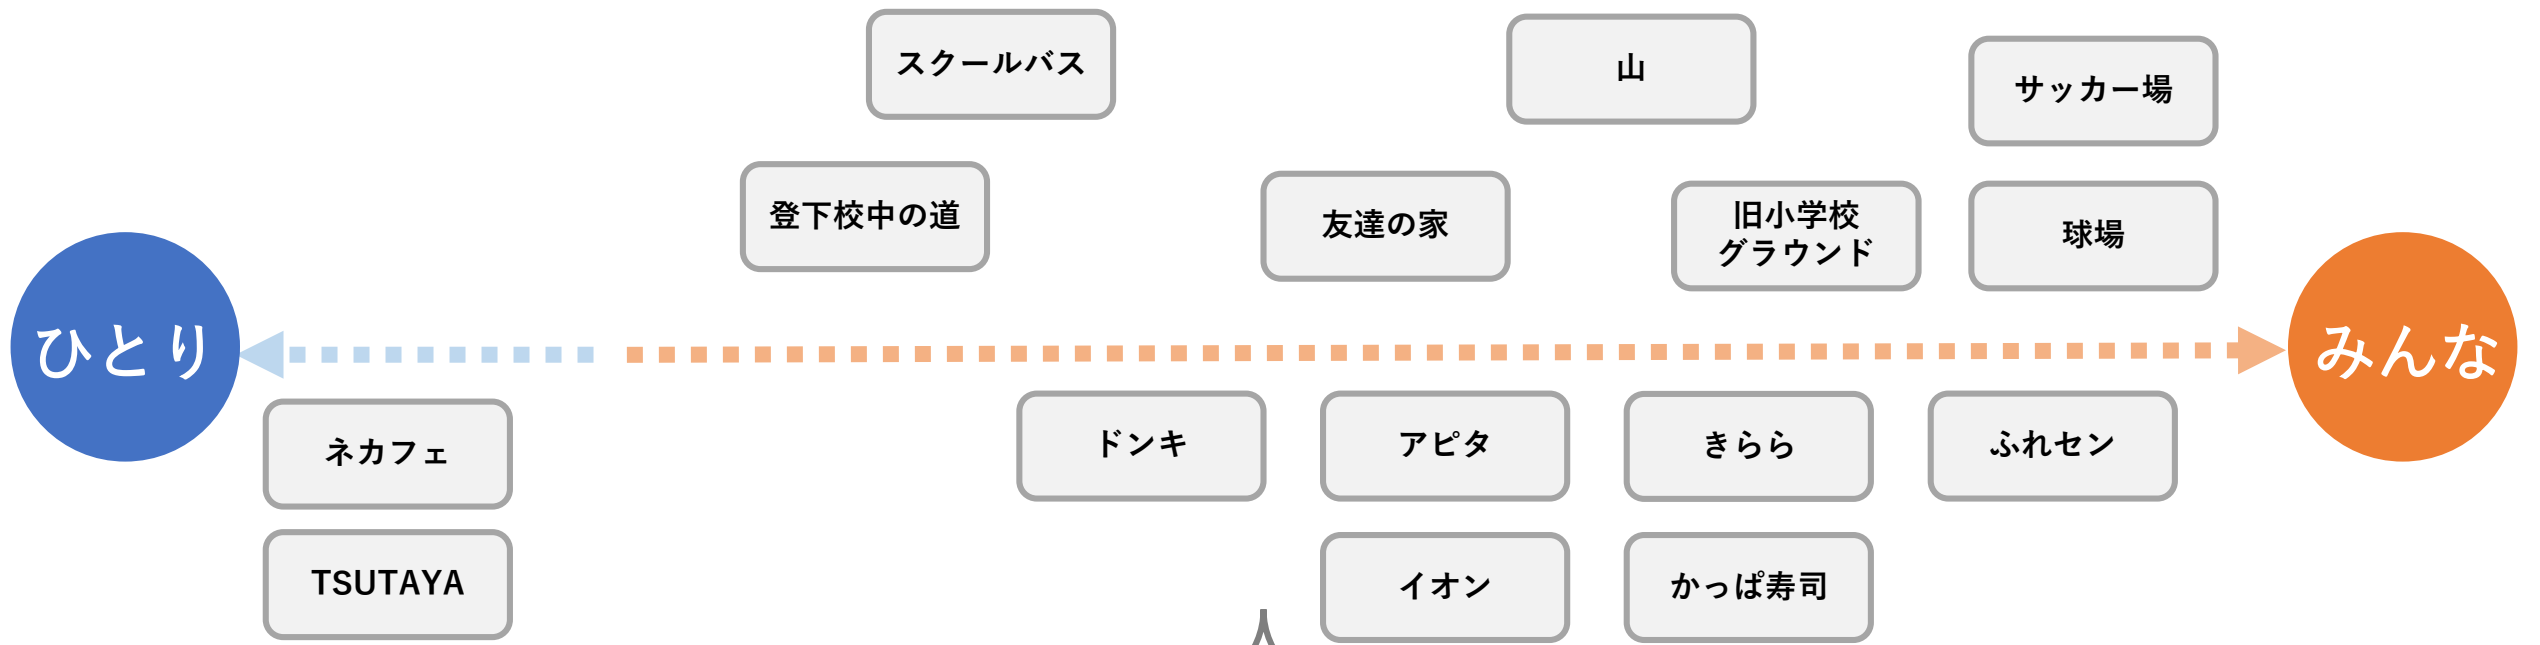 スクールバス
山
サッカー場
登下校中の道
友達の家
旧小学校
グラウンド
球場
ひとり
みんな
ネカフェ
ドンキ
アピタ
きらら
ふれセン
TSUTAYA
イオン
かっぱ寿司